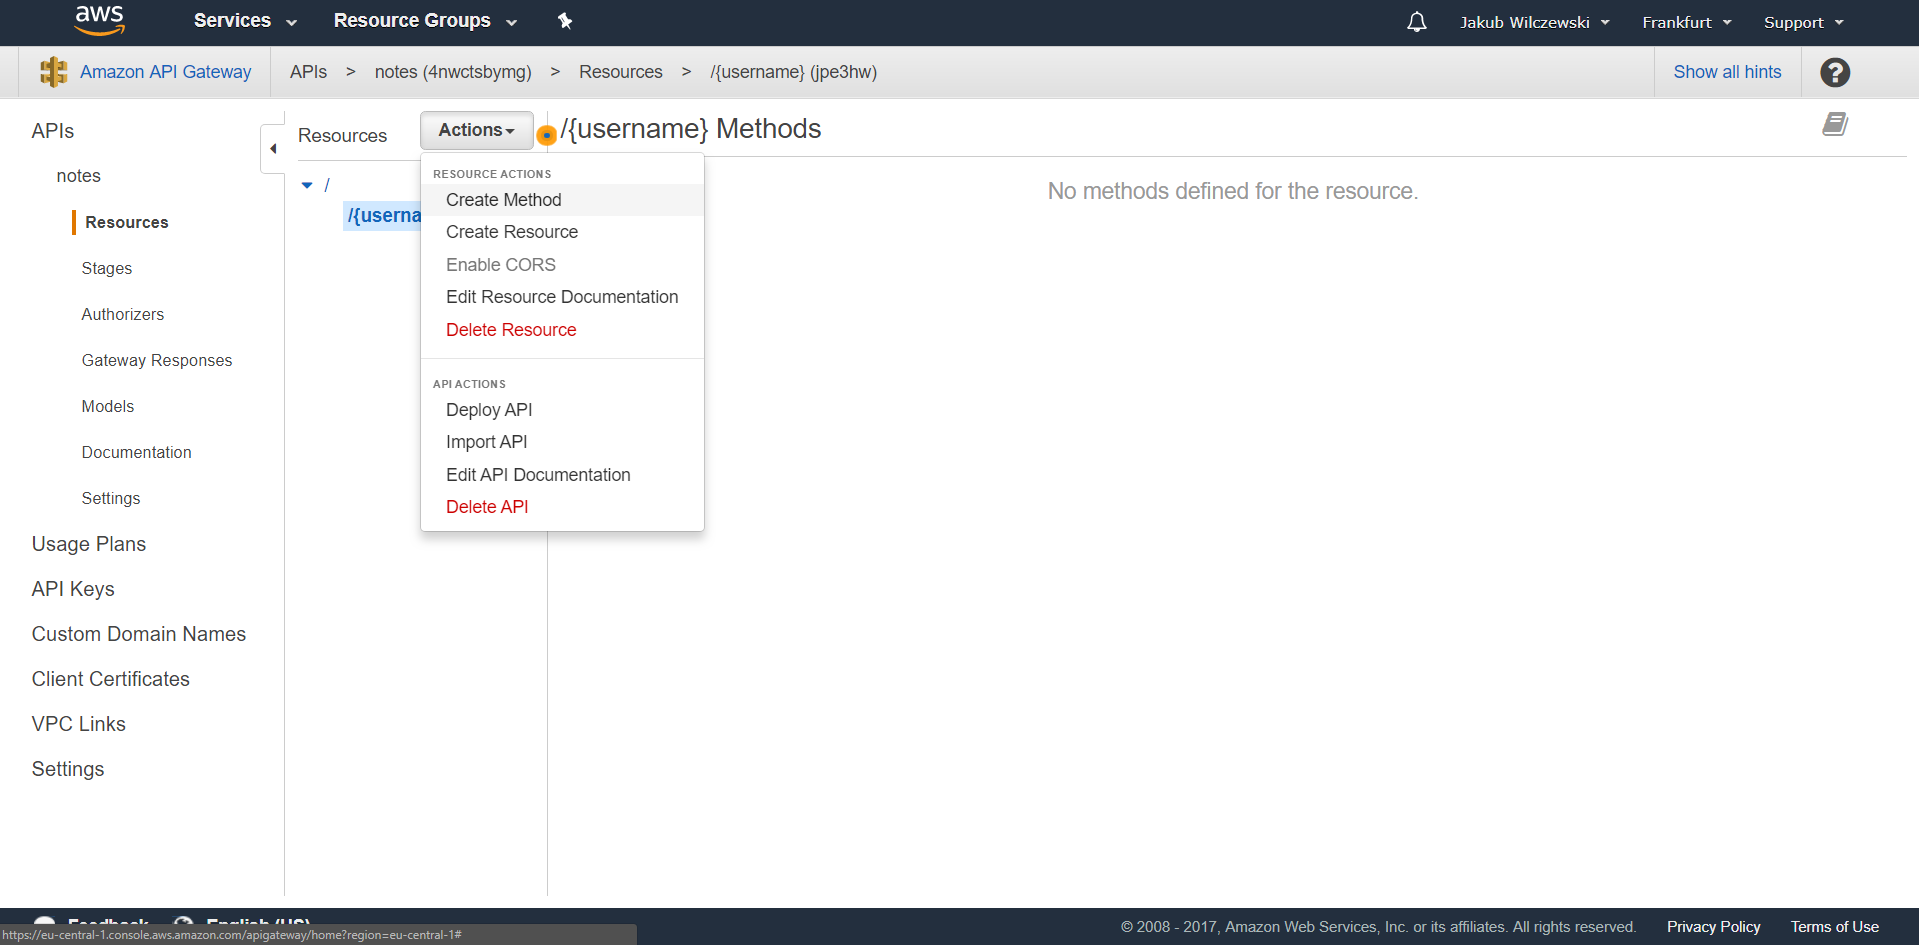 aws Services Resource Groups Jakub Wilczewski Frankfurt Support
Amazon API Gateway APIs > notes (4nwctsbymg) > Resources > /{username} (jpe3hw) Show all hints ?
APIs
notes
Resources
Stages
Authorizers
Gateway Responses
Models
Documentation
Settings
Usage Plans
API Keys
Custom Domain Names
Client Certificates
VPC Links
Settings
Resources
Actions
/
/{userna
RESOURCE ACTIONS
Create Method
Create Resource
Enable CORS
Edit Resource Documentation
Delete Resource
API ACTIONS
Deploy API
Import API
Edit API Documentation
Delete API
/{username} Methods
No methods defined for the resource.
Feedback English (US)
https://eu-central-1.console.aws.amazon.com/apigateway/home?region=eu-central-1#
© 2008 - 2017, Amazon Web Services, Inc. or its affiliates. All rights reserved. Privacy Policy Terms of Use